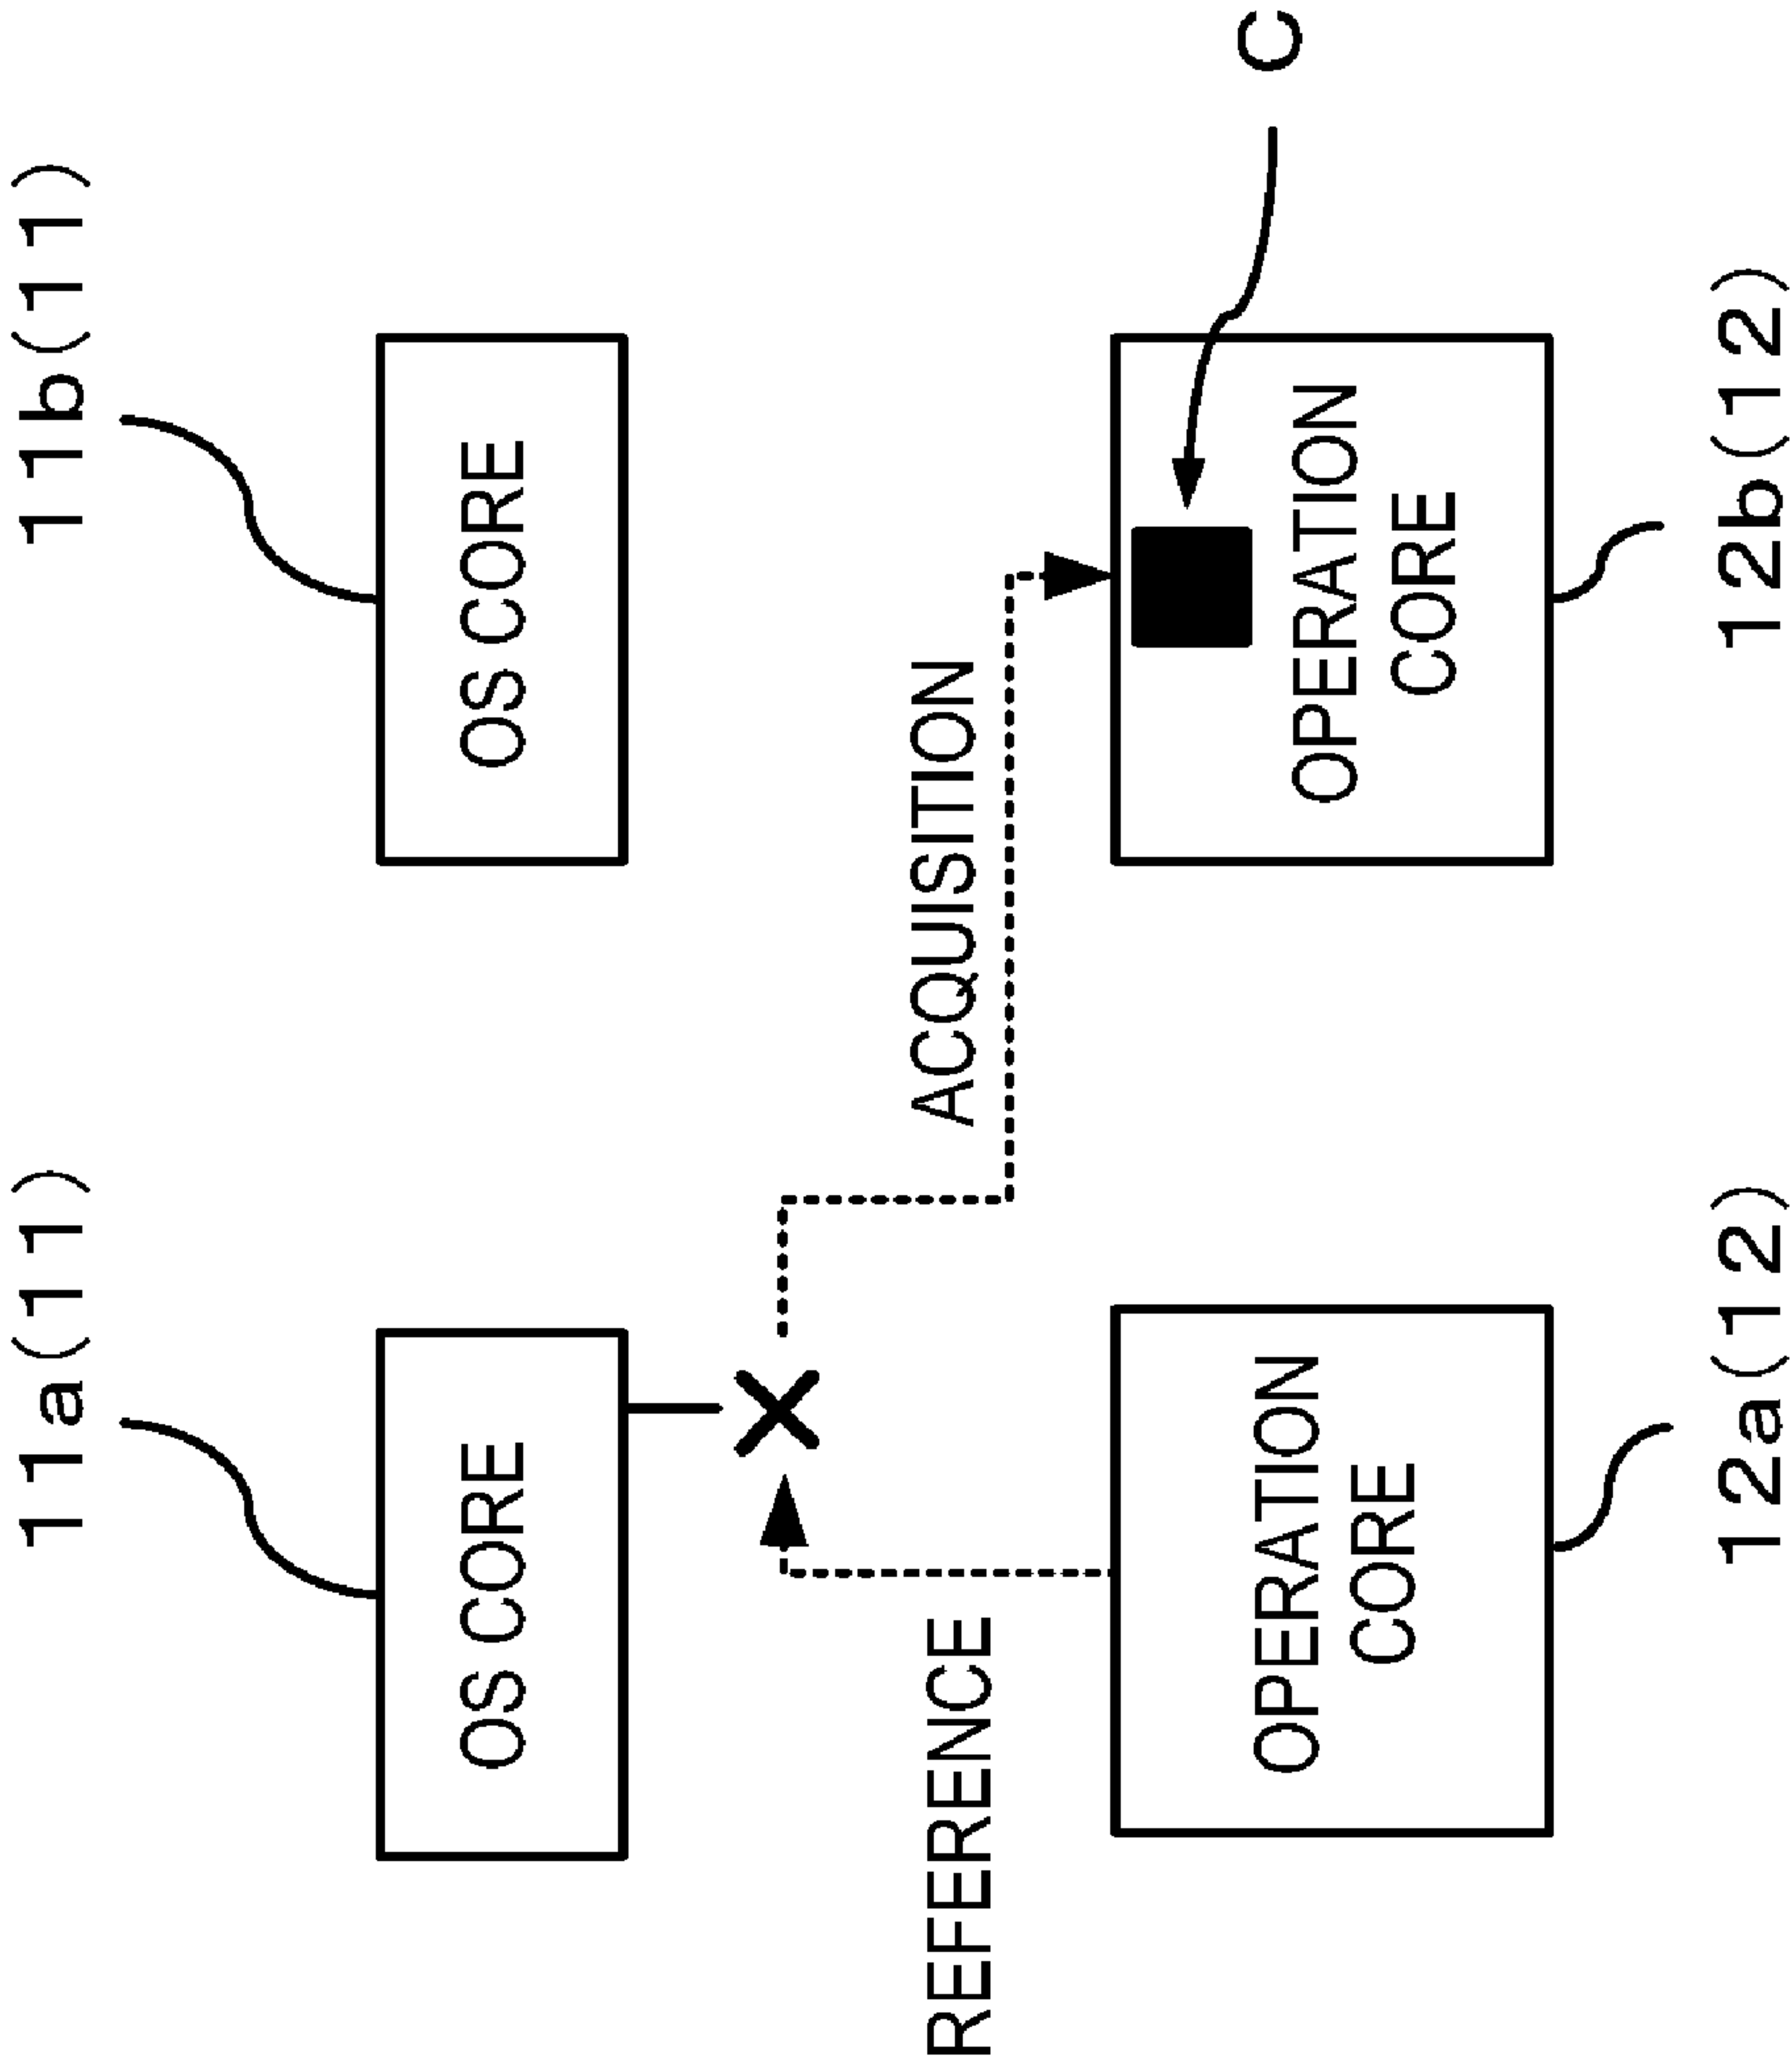 11a(11)
11b(11)
OS CORE
OS CORE
REFERENCE
ACQUISITION
C
OPERATION
CORE
OPERATION
CORE
12a(12)
12b(12)